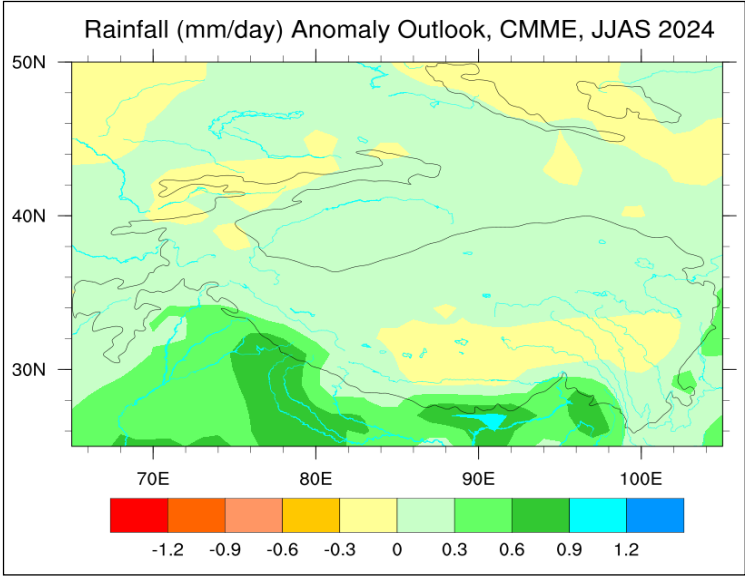 Rainfall (mm/day) Anomaly Outlook, CMME, JJAS 2024
50N
40N
30N
70E 80E 90E 100E
-1.2 -0.9 -0.6 -0.3 0 0.3 0.6 0.9 1.2